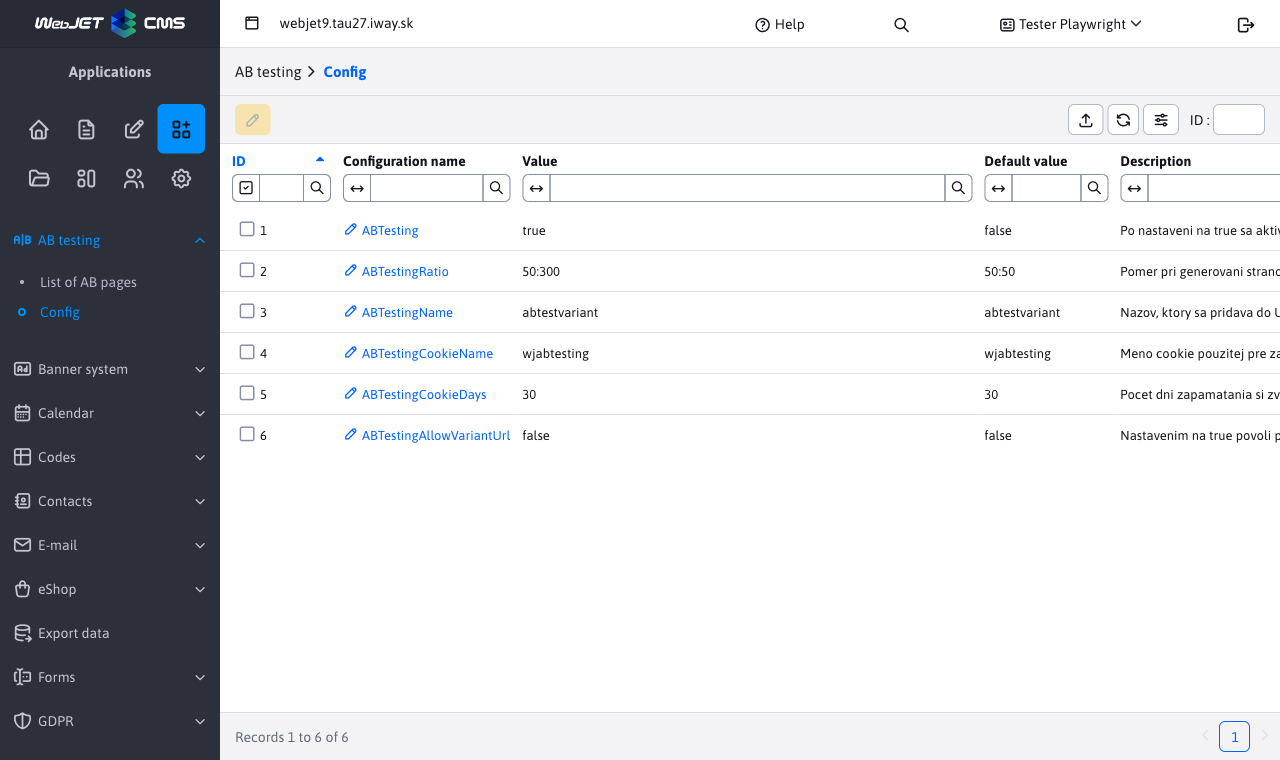 WebJET CMS
webjet9.tau27.iway.sk
Help
Tester Playwright
Applications
AB testing
List of AB pages
Config
Banner system
Calendar
Codes
Contacts
E-mail
eShop
Export data
Forms
GDPR
AB testing > Config
ID :
ID Configuration name Value Default value Description
1 ABTesting true false Po nastaveni na true sa akti
2 ABTestingRatio 50:300 50:50 Pomer pri generovani strano
3 ABTestingName abtestvariant abtestvariant Nazov, ktory sa pridava do U
4 ABTestingCookieName wjabtesting wjabtesting Meno cookie pouzitej pre za
5 ABTestingCookieDays 30 30 Pocet dni zapamatania si zv
6 ABTestingAllowVariantUrl false false Nastavenim na true povoli p
Records 1 to 6 of 6
1